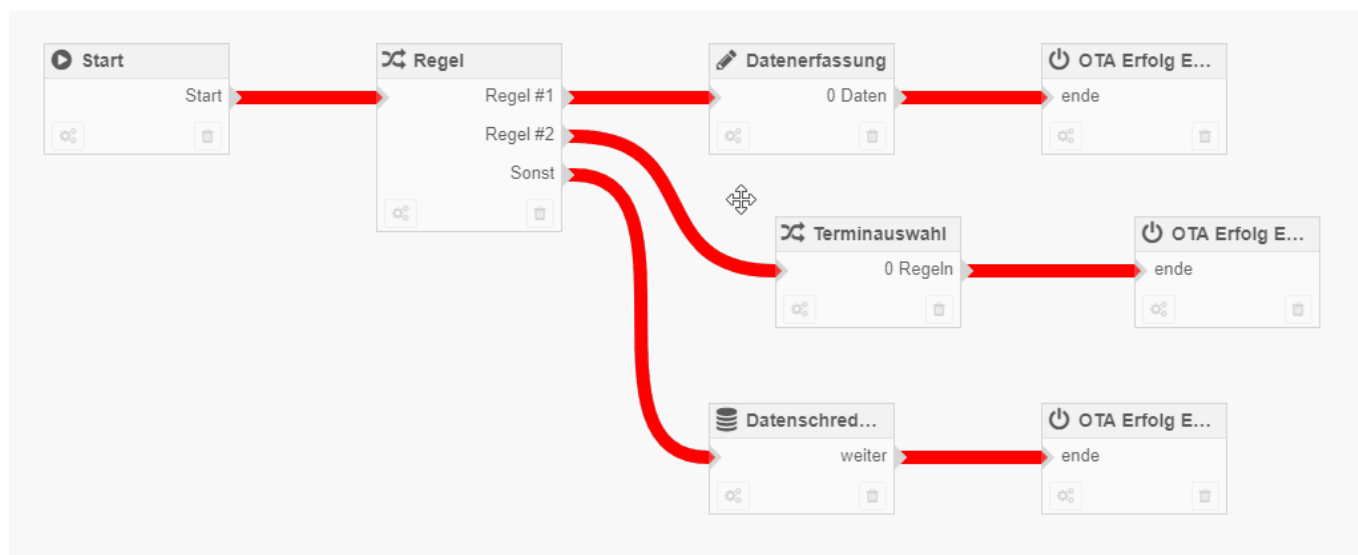 Start
Start
Regel
Regel #1
Regel #2
Sonst
Datenerfassung
0 Daten
OTA Erfolg E...
ende
Terminauswahl
0 Regeln
OTA Erfolg E...
ende
Datenschred...
weiter
OTA Erfolg E...
ende